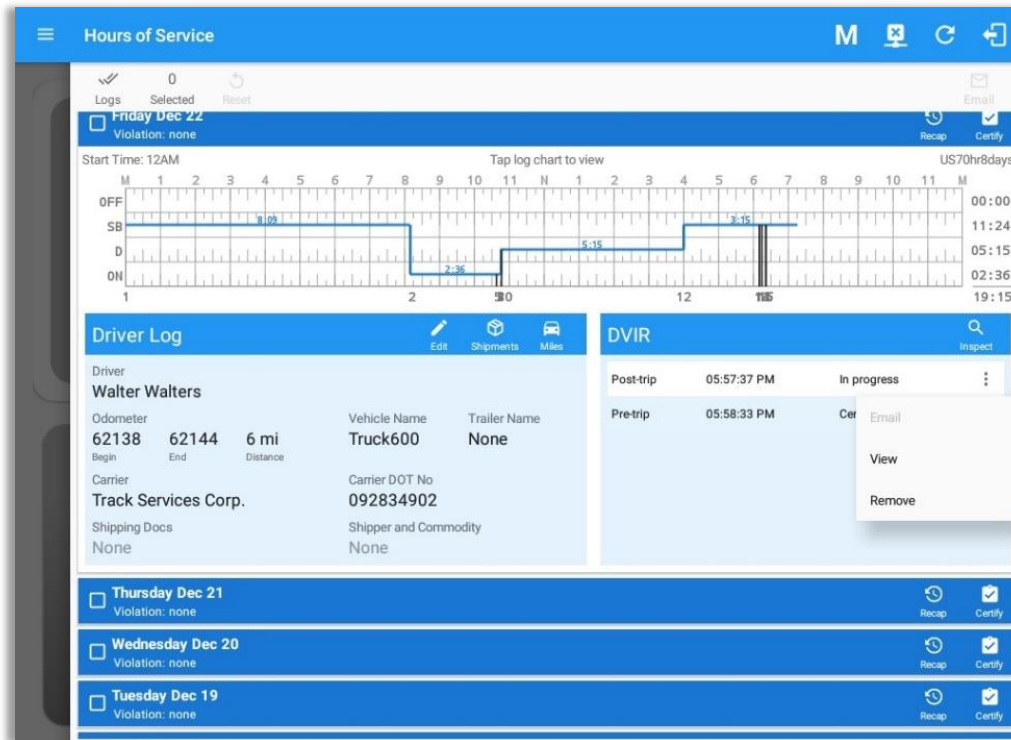 Hours of Service M
Logs 0 Selected Reset Email
Friday Dec 22
Violation: none Recap Certify
Start Time: 12AM Tap log chart to view US70hr8days
M 1 2 3 4 5 6 7 8 9 10 11 N 1 2 3 4 5 6 7 8 9 10 11 M
OFF 00:00
SB 8:09 3:15 11:24
D 5:15 05:15
ON 2:36 02:36
1 2 12 19:15
Driver Log Edit Shipments Miles
Driver
Walter Walters
Odometer Vehicle Name Trailer Name
62138 62144 6 mi Truck600 None
Begin End Distance
Carrier Carrier DOT No
Track Services Corp. 092834902
Shipping Docs Shipper and Commodity
None None
DVIR Inspect
Post-trip 05:57:37 PM In progress
Pre-trip 05:58:33 PM Cer
Email
View
Remove
Thursday Dec 21
Violation: none Recap Certify
Wednesday Dec 20
Violation: none Recap Certify
Tuesday Dec 19
Violation: none Recap Certify